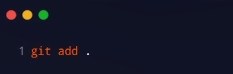 1 git add .